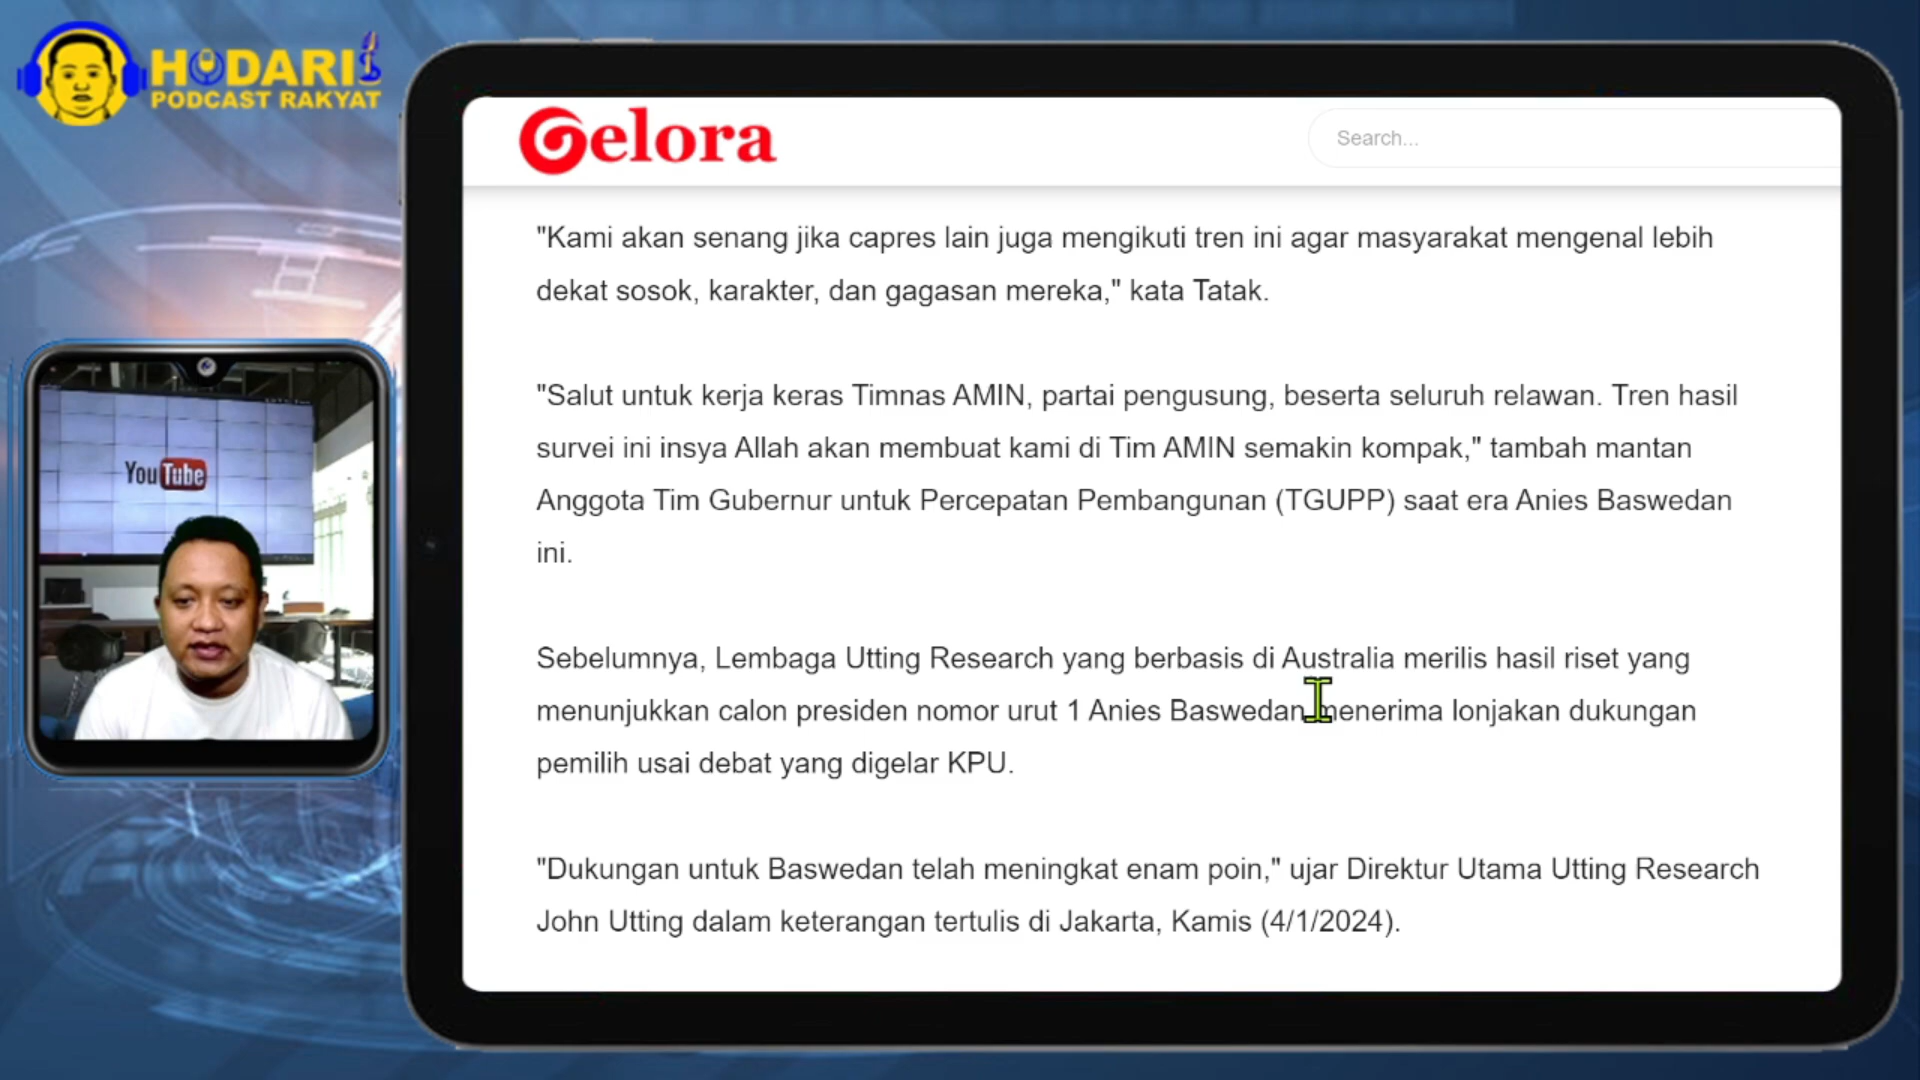 HODARI
PODCAST RAKYAT
Gelora
Search...
"Kami akan senang jika capres lain juga mengikuti tren ini agar masyarakat mengenal lebih
dekat sosok, karakter, dan gagasan mereka," kata Tatak.
"Salut untuk kerja keras Timnas AMIN, partai pengusung, beserta seluruh relawan. Tren hasil
survei ini insya Allah akan membuat kami di Tim AMIN semakin kompak," tambah mantan
Anggota Tim Gubernur untuk Percepatan Pembangunan (TGUPP) saat era Anies Baswedan
ini.
YouTube
Sebelumnya, Lembaga Utting Research yang berbasis di Australia merilis hasil riset yang
menunjukkan calon presiden nomor urut 1 Anies Baswedan menerima lonjakan dukungan
pemilih usai debat yang digelar KPU.
"Dukungan untuk Baswedan telah meningkat enam poin," ujar Direktur Utama Utting Research
John Utting dalam keterangan tertulis di Jakarta, Kamis (4/1/2024).